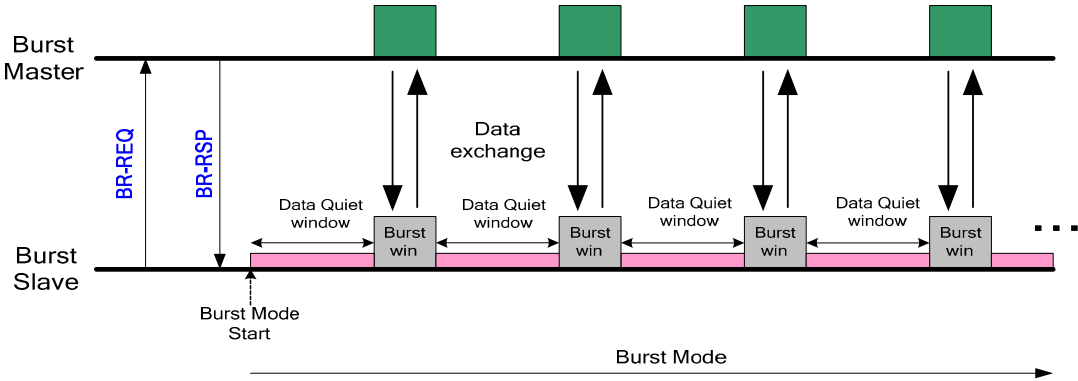 Burst
Master
BR-REQ
BR-RSP
Data
exchange
Data Quiet
window
Data Quiet
window
Data Quiet
window
Data Quiet
window
Burst
win
Burst
win
Burst
win
Burst
win
...
Burst
Slave
Burst Mode
Start
Burst Mode